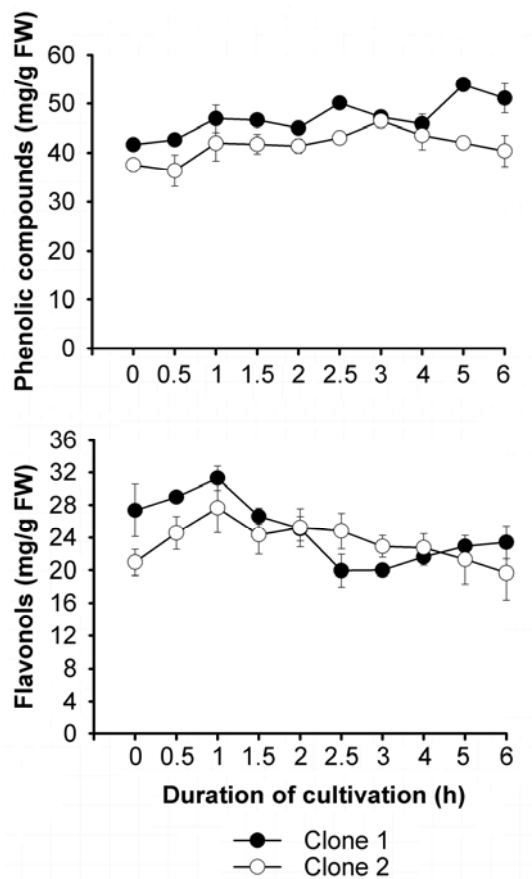 Phenolic compounds (mg/g FW)
60
50
40
30
20
10
0
0 0.5 1 1.5 2 2.5 3 4 5 6
Flavonols (mg/g FW)
36
32
28
24
20
16
12
8
4
0
0 0.5 1 1.5 2 2.5 3 4 5 6
Duration of cultivation (h)
Clone 1
Clone 2